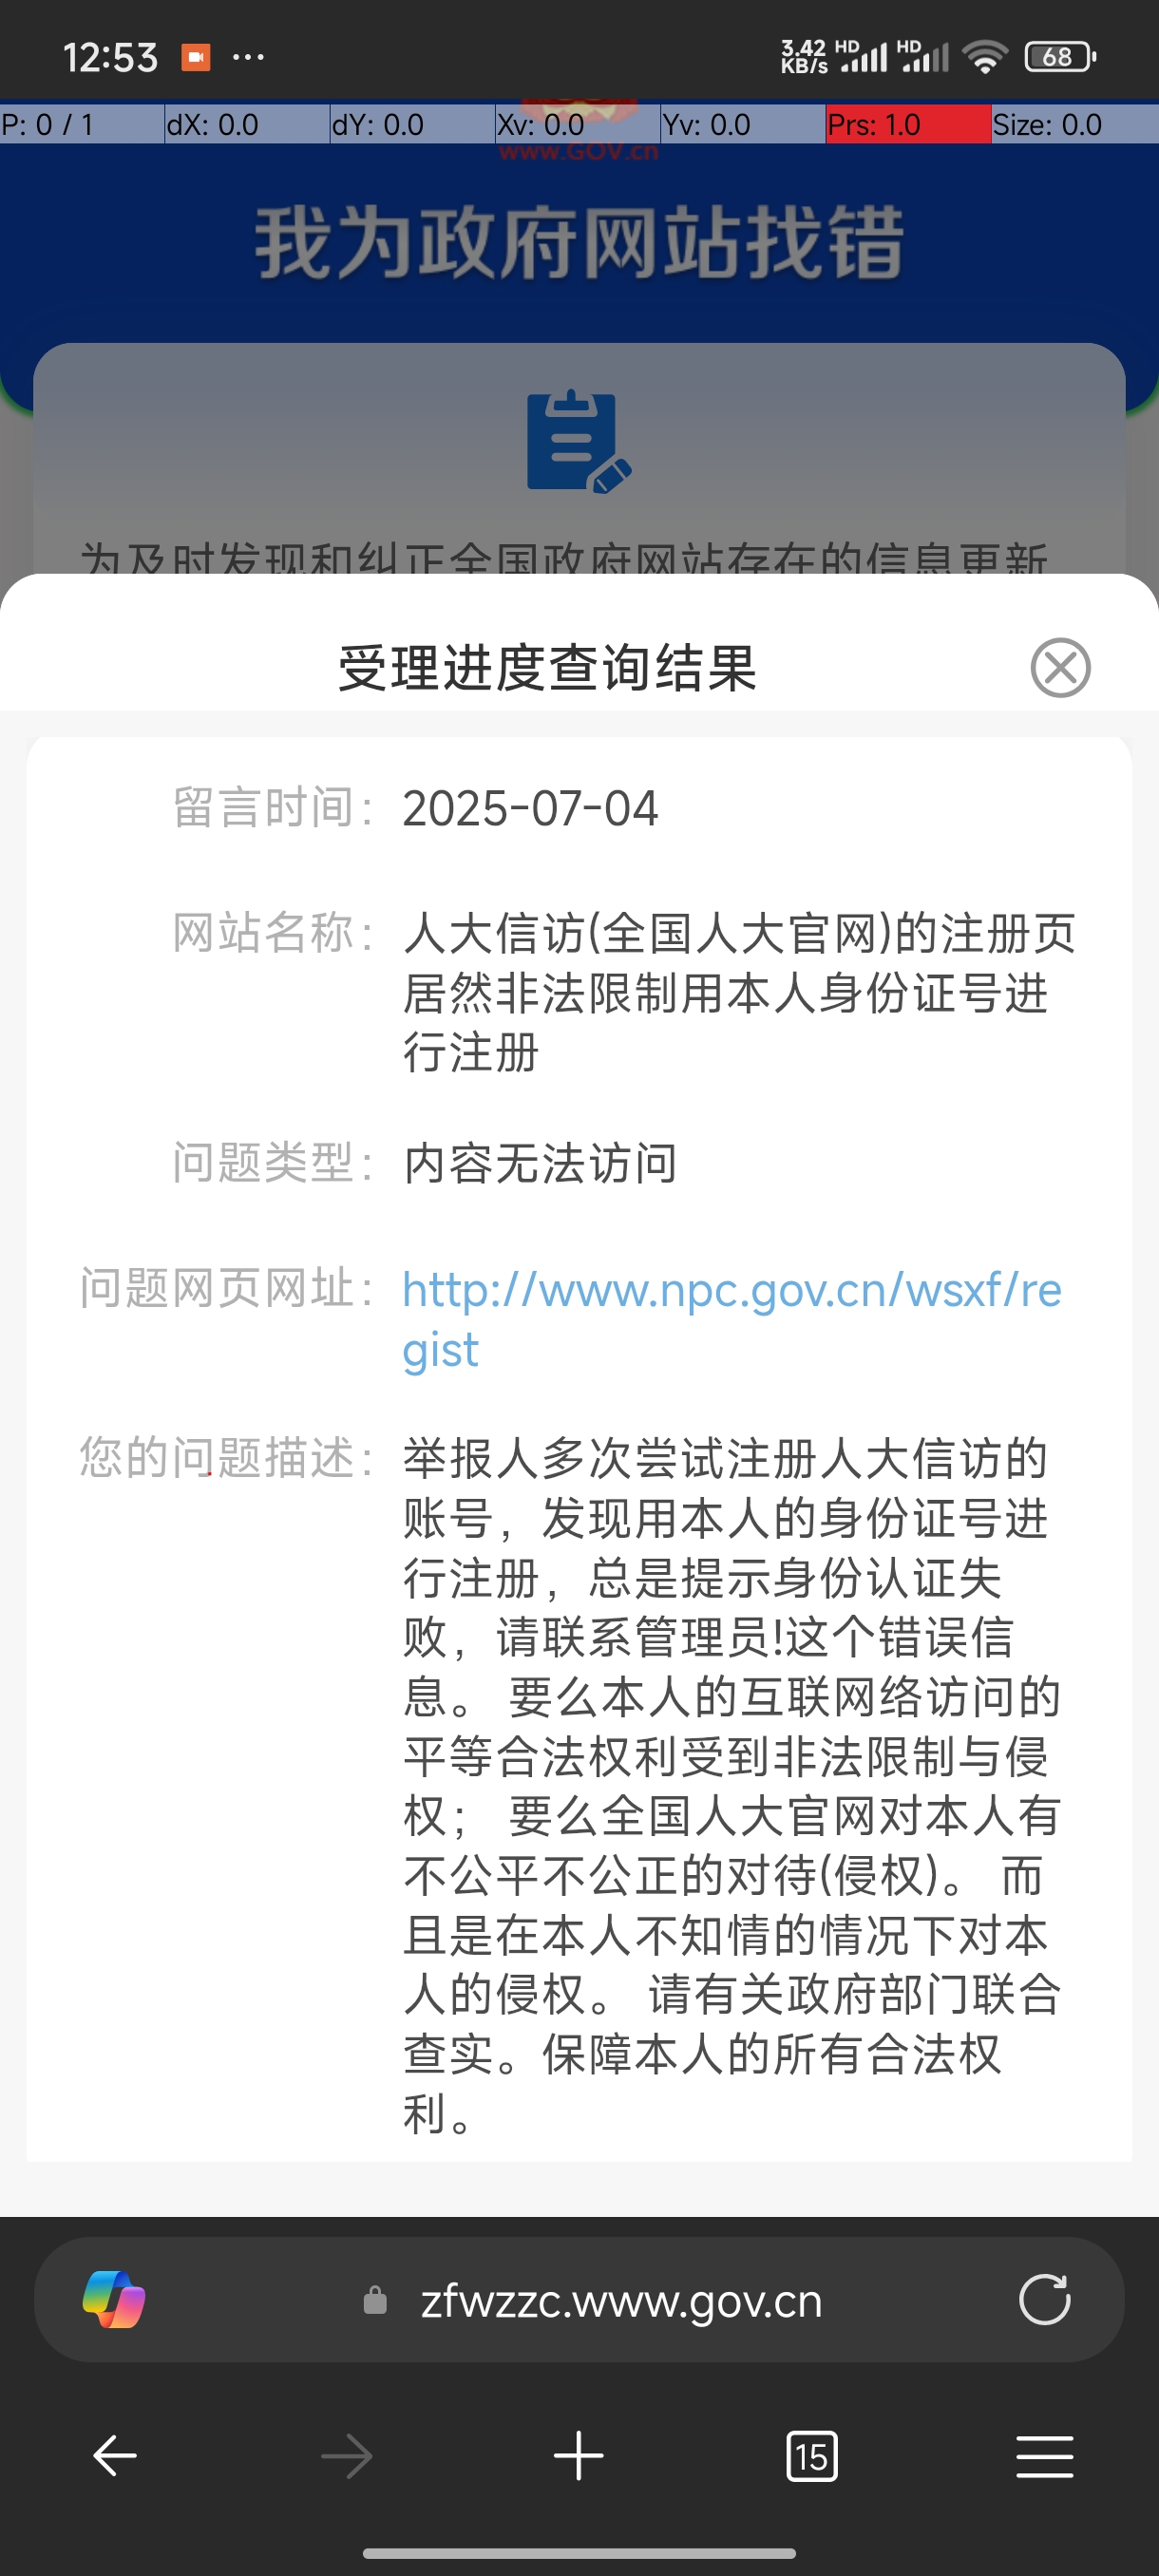 12:53 ...
3.42 KB/s HD HD 68
P: 0 / 1 dX: 0.0 dY: 0.0 Xv: 0.0 Yv: 0.0 Prs: 1.0 Size: 0.0
www.GOV.cn
我为政府网站找错
为及时发现和纠正全国政府网站存在的信息更新
受理进度查询结果
留言时间: 2025-07-04
网站名称: 人大信访(全国人大官网)的注册页
居然非法限制用本人身份证号进
行注册
问题类型: 内容无法访问
问题网页网址: http://www.npc.gov.cn/wsxf/re
gist
您的问题描述: 举报人多次尝试注册人大信访的
账号，发现用本人的身份证号进
行注册，总是提示身份认证失
败，请联系管理员!这个错误信
息。 要么本人的互联网络访问的
平等合法权利受到非法限制与侵
权； 要么全国人大官网对本人有
不公平不公正的对待(侵权)。 而
且是在本人不知情的情况下对本
人的侵权。 请有关政府部门联合
查实。保障本人的所有合法权
利。
zfwzzc.www.gov.cn
15